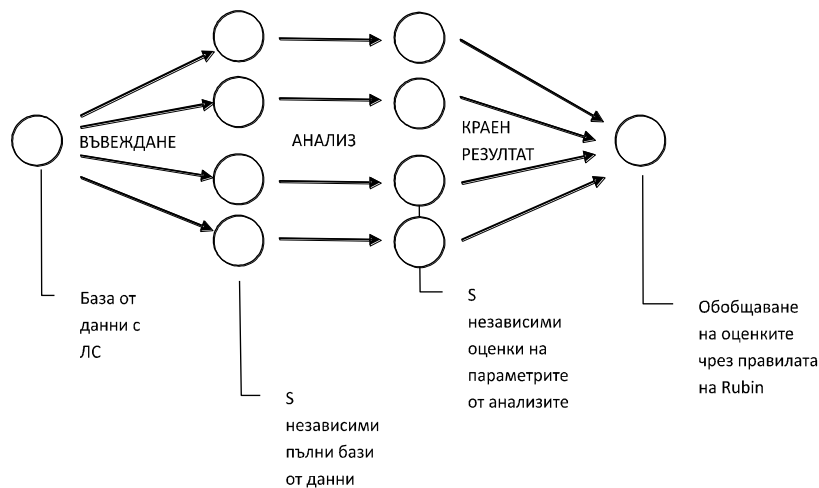 ВЪВЕЖДАНЕ
АНАЛИЗ
КРАЕН
РЕЗУЛТАТ
База от
данни с
ЛС
S
независими
пълни бази
от данни
S
независими
оценки на
параметрите
от анализите
Обобщаване
на оценките
чрез правилата
на Rubin